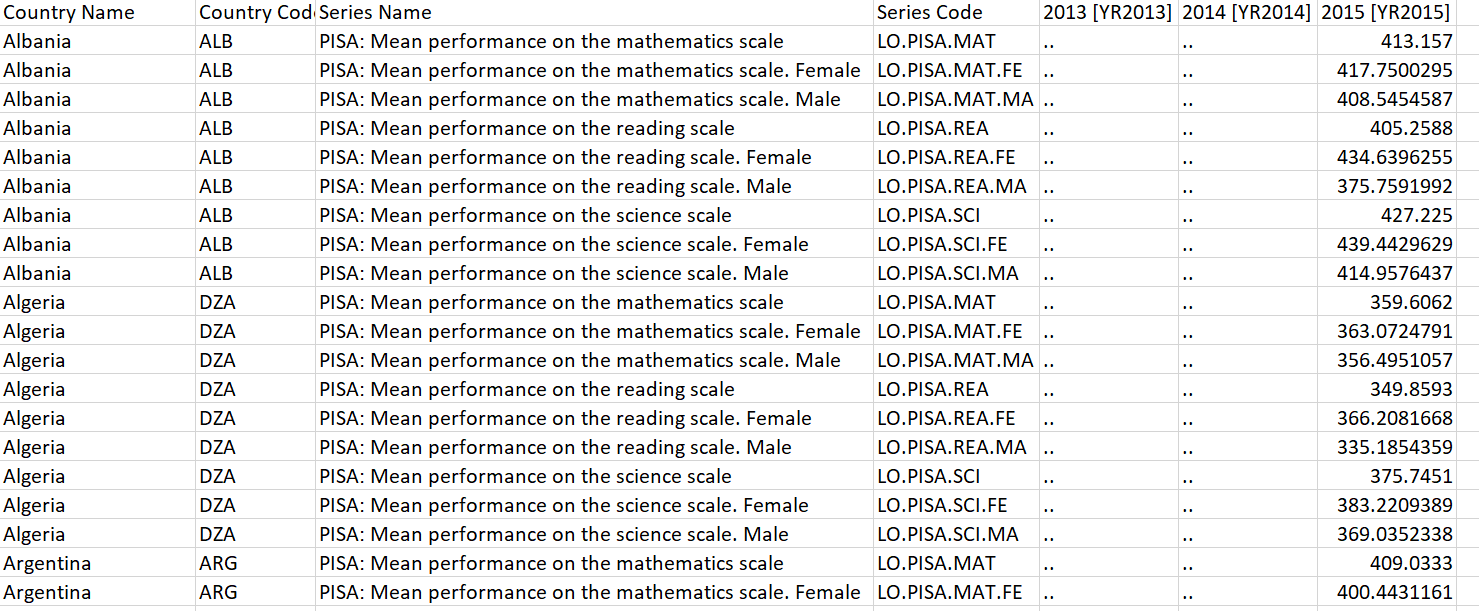 Country Name Country Cod Series Name Series Code 2013 [YR2013] 2014 [YR2014] 2015 [YR2015]
Albania ALB PISA: Mean performance on the mathematics scale LO.PISA.MAT .. .. 413.157
Albania ALB PISA: Mean performance on the mathematics scale. Female LO.PISA.MAT.FE .. .. 417.7500295
Albania ALB PISA: Mean performance on the mathematics scale. Male LO.PISA.MAT.MA .. .. 408.5454587
Albania ALB PISA: Mean performance on the reading scale LO.PISA.REA .. .. 405.2588
Albania ALB PISA: Mean performance on the reading scale. Female LO.PISA.REA.FE .. .. 434.6396255
Albania ALB PISA: Mean performance on the reading scale. Male LO.PISA.REA.MA .. .. 375.7591992
Albania ALB PISA: Mean performance on the science scale LO.PISA.SCI .. .. 427.225
Albania ALB PISA: Mean performance on the science scale. Female LO.PISA.SCI.FE .. .. 439.4429629
Albania ALB PISA: Mean performance on the science scale. Male LO.PISA.SCI.MA .. .. 414.9576437
Algeria DZA PISA: Mean performance on the mathematics scale LO.PISA.MAT .. .. 359.6062
Algeria DZA PISA: Mean performance on the mathematics scale. Female LO.PISA.MAT.FE .. .. 363.0724791
Algeria DZA PISA: Mean performance on the mathematics scale. Male LO.PISA.MAT.MA .. .. 356.4951057
Algeria DZA PISA: Mean performance on the reading scale LO.PISA.REA .. .. 349.8593
Algeria DZA PISA: Mean performance on the reading scale. Female LO.PISA.REA.FE .. .. 366.2081668
Algeria DZA PISA: Mean performance on the reading scale. Male LO.PISA.REA.MA .. .. 335.1854359
Algeria DZA PISA: Mean performance on the science scale LO.PISA.SCI .. .. 375.7451
Algeria DZA PISA: Mean performance on the science scale. Female LO.PISA.SCI.FE .. .. 383.2209389
Algeria DZA PISA: Mean performance on the science scale. Male LO.PISA.SCI.MA .. .. 369.0352338
Argentina ARG PISA: Mean performance on the mathematics scale LO.PISA.MAT .. .. 409.0333
Argentina ARG PISA: Mean performance on the mathematics scale. Female LO.PISA.MAT.FE .. .. 400.4431161